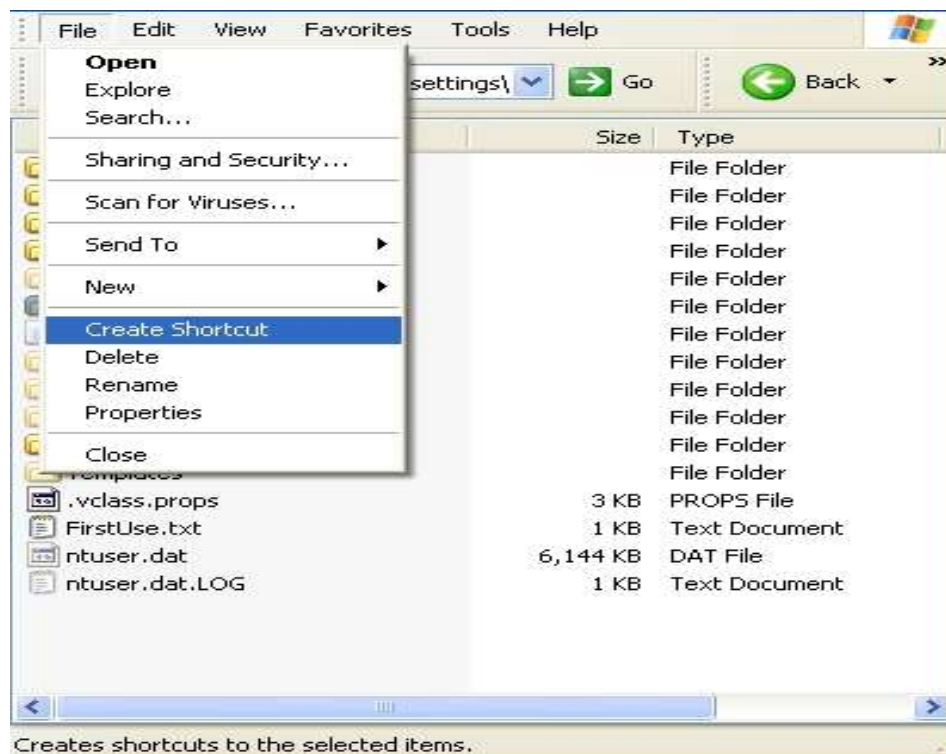 File Edit View Favorites Tools Help
Open
Explore
Search...
Sharing and Security...
Scan for Viruses...
Send To
New
Create Shortcut
Delete
Rename
Properties
Close
settings\ Go Back
Size Type
File Folder
File Folder
File Folder
File Folder
File Folder
File Folder
File Folder
File Folder
File Folder
File Folder
File Folder
Templates File Folder
.vclass.props 3 KB PROPS File
FirstUse.txt 1 KB Text Document
ntuser.dat 6,144 KB DAT File
ntuser.dat.LOG 1 KB Text Document
Creates shortcuts to the selected items.